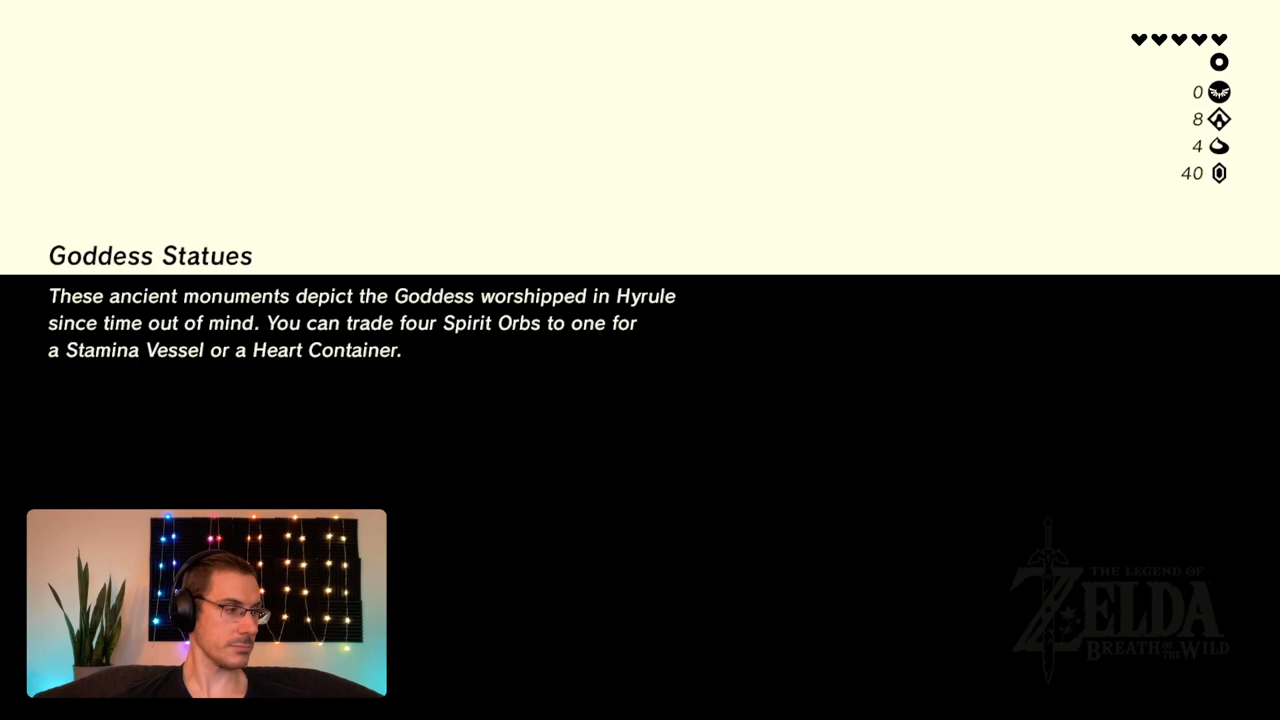 0
8
4
40
Goddess Statues
These ancient monuments depict the Goddess worshipped in Hyrule
since time out of mind. You can trade four Spirit Orbs to one for
a Stamina Vessel or a Heart Container.
THE LEGEND OF
ZELDA
BREATH OF THE WILD